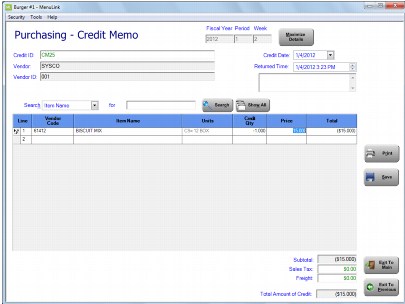 Burger #1 - MenuLink
Security Tools Help
Purchasing - Credit Memo
Fiscal Year Period Week
2012 1 2
Maximize Details
Credit ID: CM25
Credit Date: 1/4/2012
Vendor: SYSCO
Returned Time: 1/4/2012 3:23 PM
Vendor ID: 001
Search Item Name for Search Show All
Line Vendor Code Item Name Units Credit Qty Price Total
1 61412 BISCUIT MIX BOX -1.000 ($15.000)
2
Print
Save
Subtotal: ($15.000)
Sales Tax: $0.00
Freight: $0.00
Total Amount of Credit: ($15.000)
Exit To Main
Exit To Previous